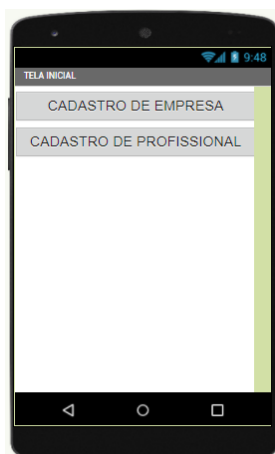 9:48
TELA INICIAL
CADASTRO DE EMPRESA
CADASTRO DE PROFISSIONAL